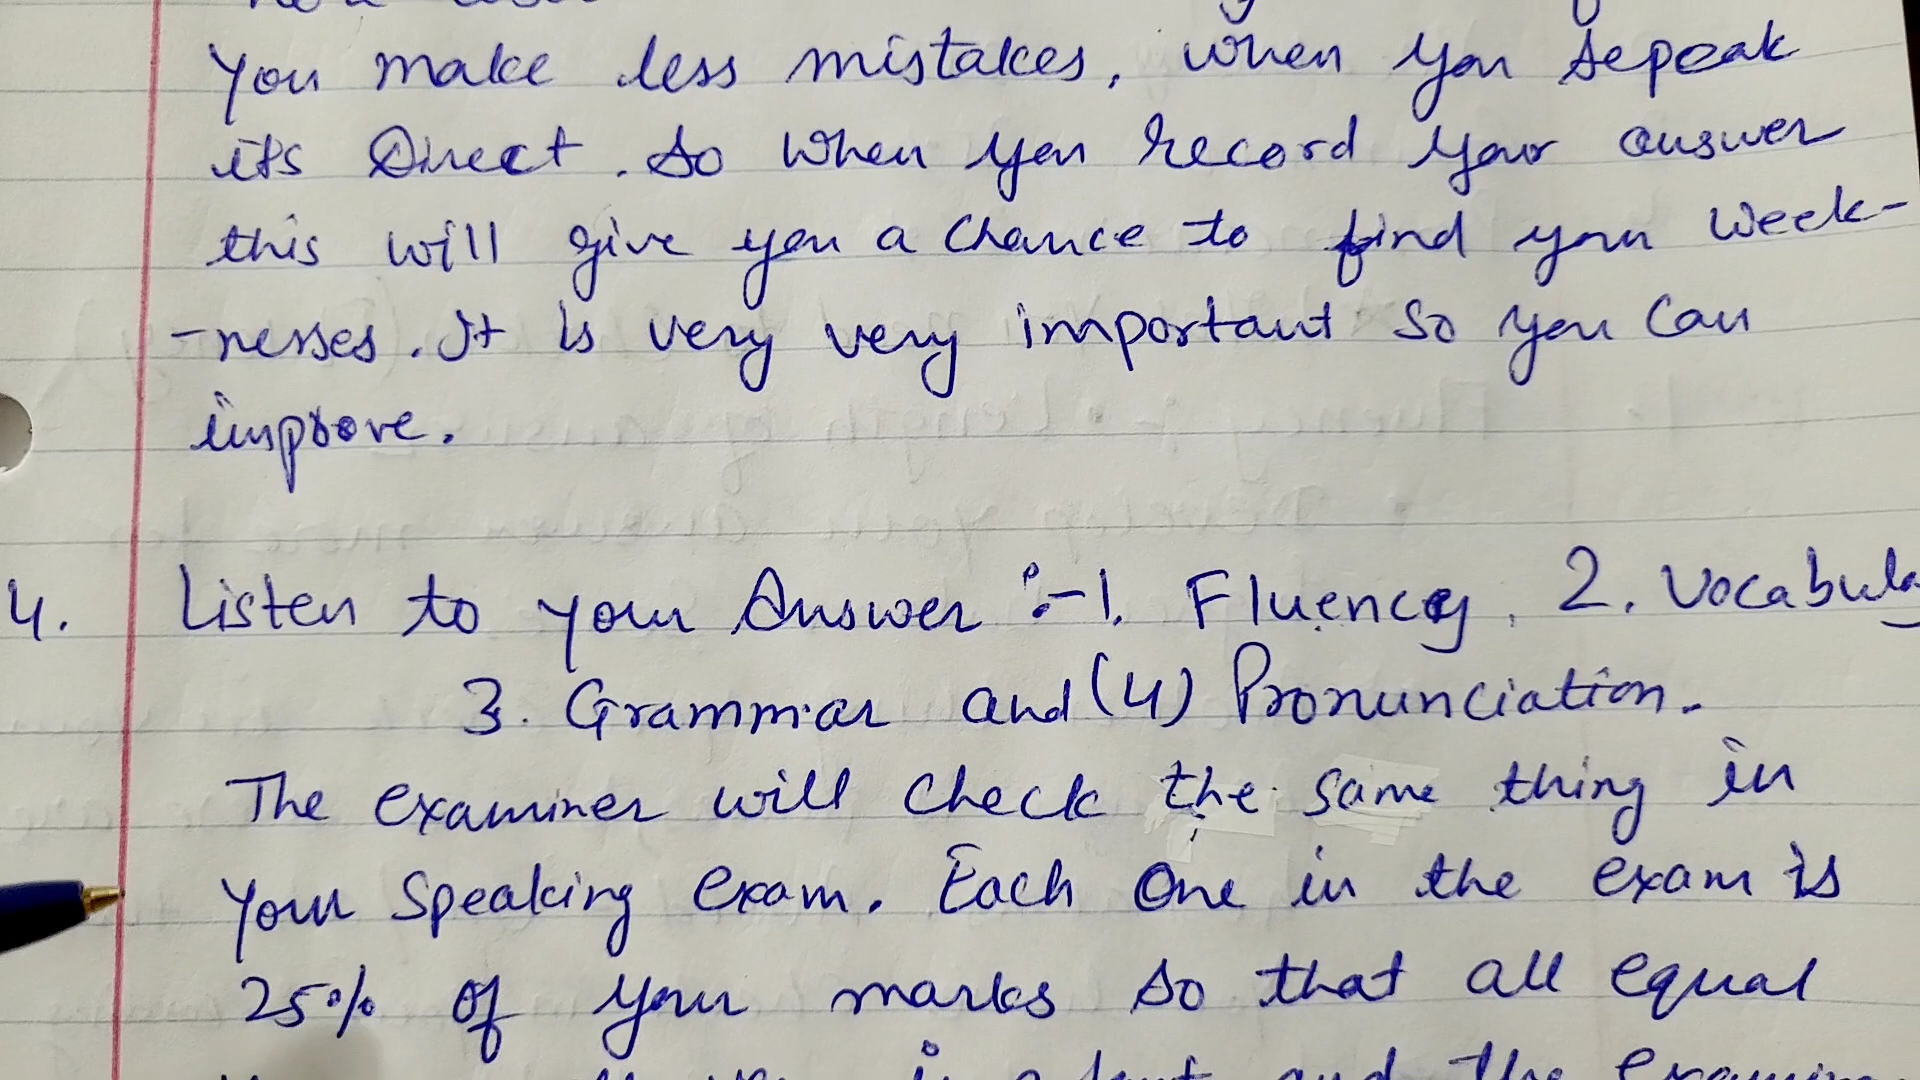 You make less mistakes, when you sepeak
its Direct. So when you record your answer
this will give you a chance to find your week-
-nesses. It is very very important so you can
improve.
4. Listen to your Answer :- 1. Fluency, 2. Vocabula
3. Grammar and (4) Pronunciation.
The examiner will check the same thing in
your speaking exam. Each one in the exam is
25% of your marks so that all equal
and the